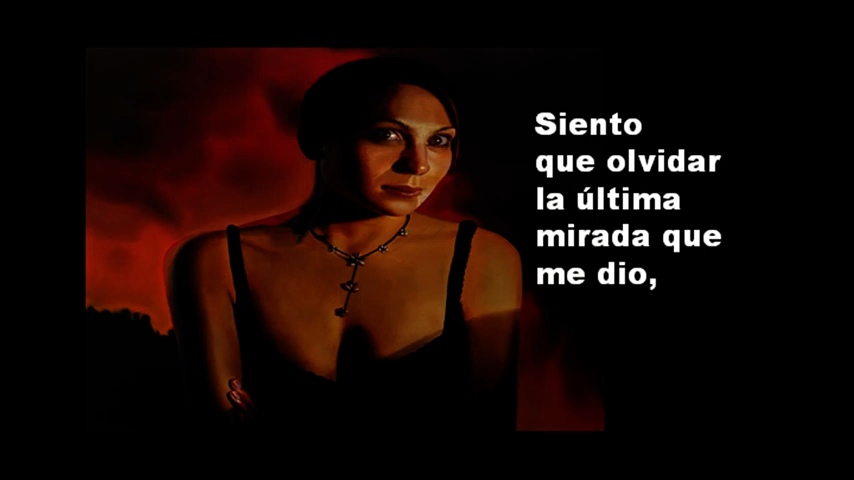 Siento
que olvidar
la última
mirada que
me dio,